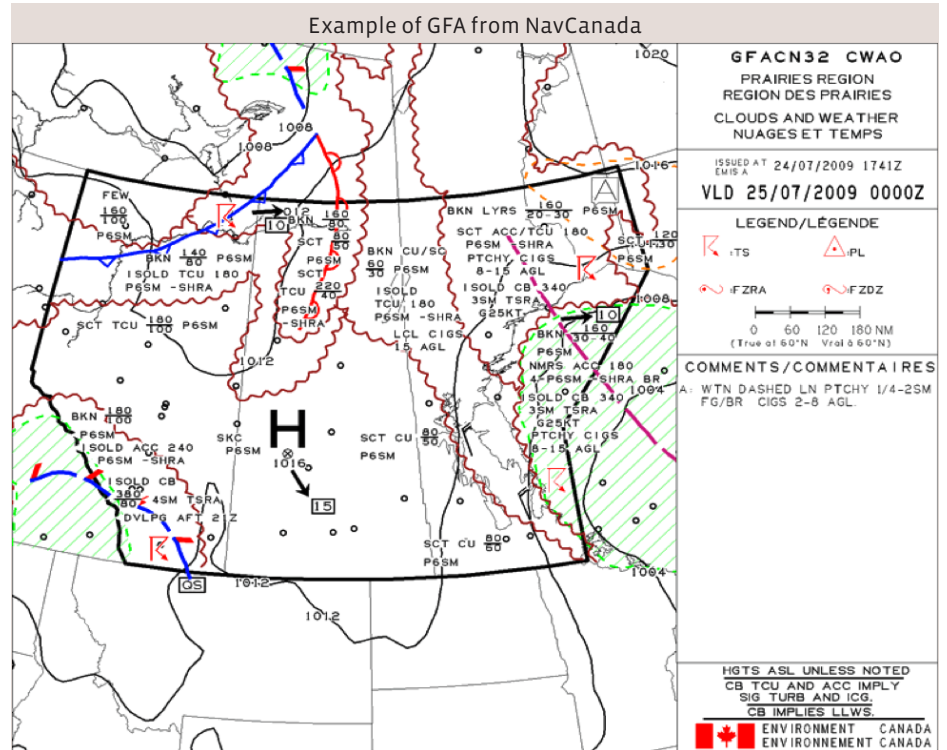 Example of GFA from NavCanada
1020
1008
1008
1016
FEW
160
100
P6SM
10
012
BKN 160
80
SCT 80
50
P6SM
SCT
TCU 220
40
P6SM
-SHRA
BKN 140
80 P6SM
ISOLD TCU 180
P6SM -SHRA
SCT TCU 180
100 P6SM
BKN CU/SC
60
30 P6SM
ISOLD
TCU 180
P6SM -SHRA
LCL CIGS
15 AGL
BKN LYRS 160
20-30 P6SM
SCT ACC/TCU 180
P6SM -SHRA
PTCHY CIGS
8-15 AGL
ISOLD CB 340
3SM TSRA
G25KT
A
SCT 120
30
P6SM
1008
10
BKN 160
30-40
P6SM
NMRS ACC 180
4-P6SM -SHRA BR
ISOLD CB 340
3SM TSRA
G25KT
PTCHY CIGS
8-15 AGL
1004
1012
BKN 180
100
P6SM
ISOLD ACC 240
P6SM -SHRA
ISOLD CB
380
80 4SM TSRA
DVLPG AFT 21Z
SKC
P6SM
H
1016
15
SCT CU 80
50
P6SM
SCT CU 80
60
P6SM
QS
1012
1012
1004
GFACN32 CWAO
PRAIRIES REGION
REGION DES PRAIRIES
CLOUDS AND WEATHER
NUAGES ET TEMPS
ISSUED AT
EMIS A 24/07/2009 1741Z
VLD 25/07/2009 0000Z
LEGEND/LÉGENDE
:TS
:PL
:FZRA
:FZDZ
0 60 120 180 NM
(True at 60°N Vrai à 60°N)
COMMENTS/COMMENTAIRES
A: WTN DASHED LN PTCHY 1/4-2SM
FG/BR CIGS 2-8 AGL.
HGTS ASL UNLESS NOTED
CB TCU AND ACC IMPLY
SIG TURB AND ICG.
CB IMPLIES LLWS.
ENVIRONMENT CANADA
ENVIRONNEMENT CANADA